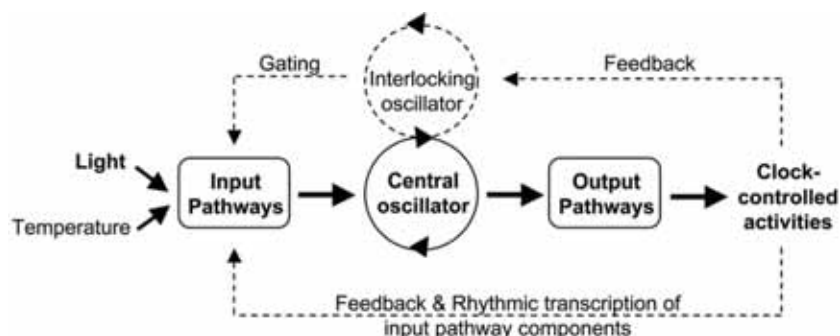 Gating
Interlocking
oscillator
Feedback
Light
Temperature
Input
Pathways
Central
oscillator
Output
Pathways
Clock-
controlled
activities
Feedback & Rhythmic transcription of
input pathway components